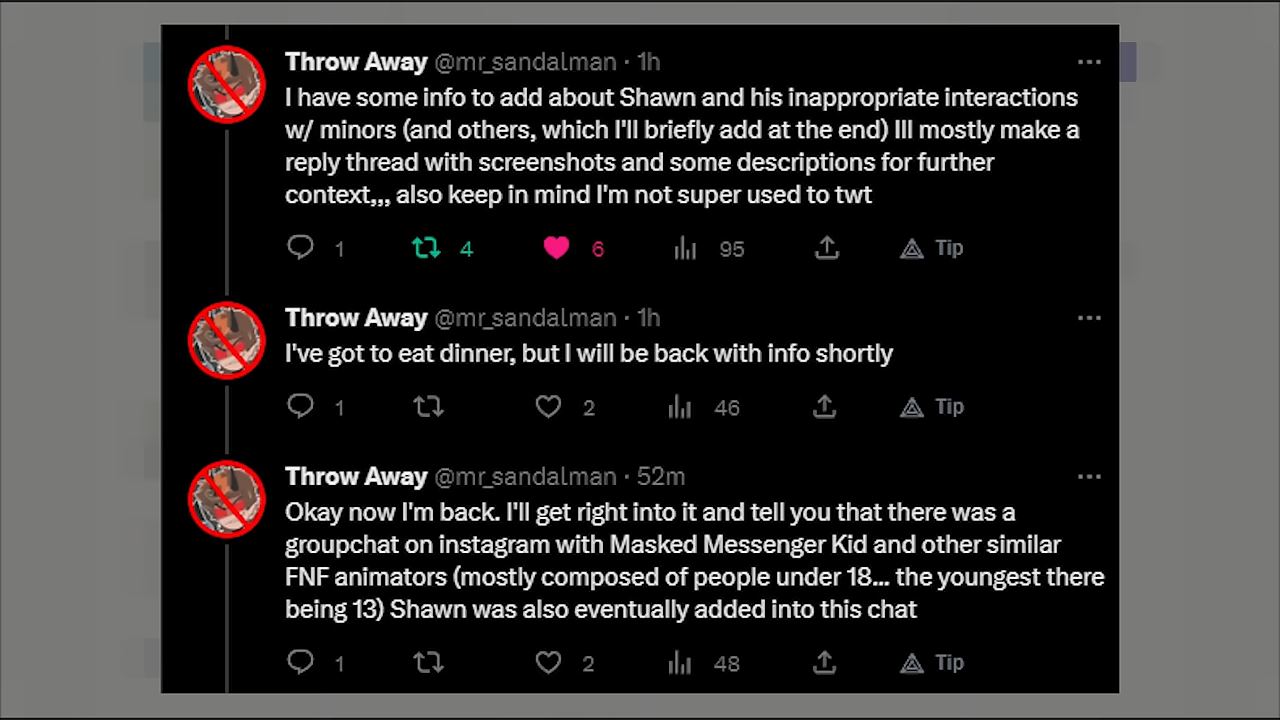 Throw Away @mr_sandalman · 1h
I have some info to add about Shawn and his inappropriate interactions
w/ minors (and others, which I'll briefly add at the end) Ill mostly make a
reply thread with screenshots and some descriptions for further
context,,, also keep in mind I'm not super used to twt
1 4 6 95 Tip
Throw Away @mr_sandalman · 1h
I've got to eat dinner, but I will be back with info shortly
1 2 46 Tip
Throw Away @mr_sandalman · 52m
Okay now I'm back. I'll get right into it and tell you that there was a
groupchat on instagram with Masked Messenger Kid and other similar
FNF animators (mostly composed of people under 18... the youngest there
being 13) Shawn was also eventually added into this chat
1 2 48 Tip